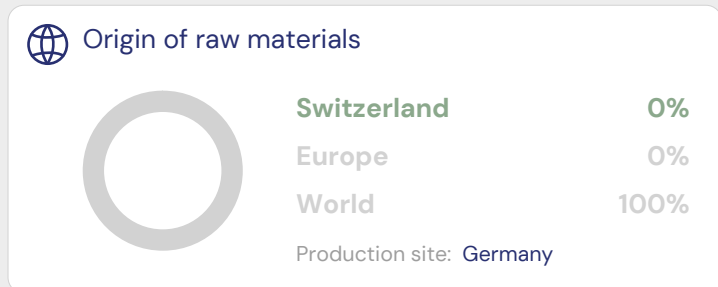 Origin of raw materials
Switzerland 0%
Europe 0%
World 100%
Production site: Germany